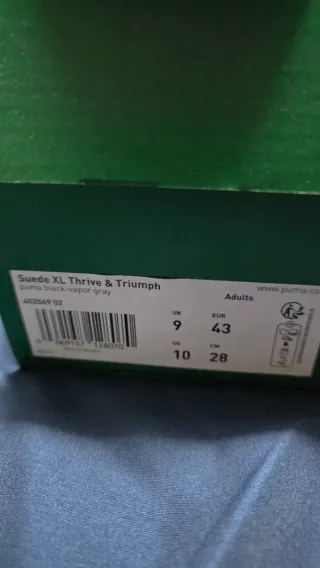 Suede XL Thrive & Triumph
puma black-vapor gray
402569 02
www.puma.co
Adults
UK
9
EUR
43
US
10
CM
28